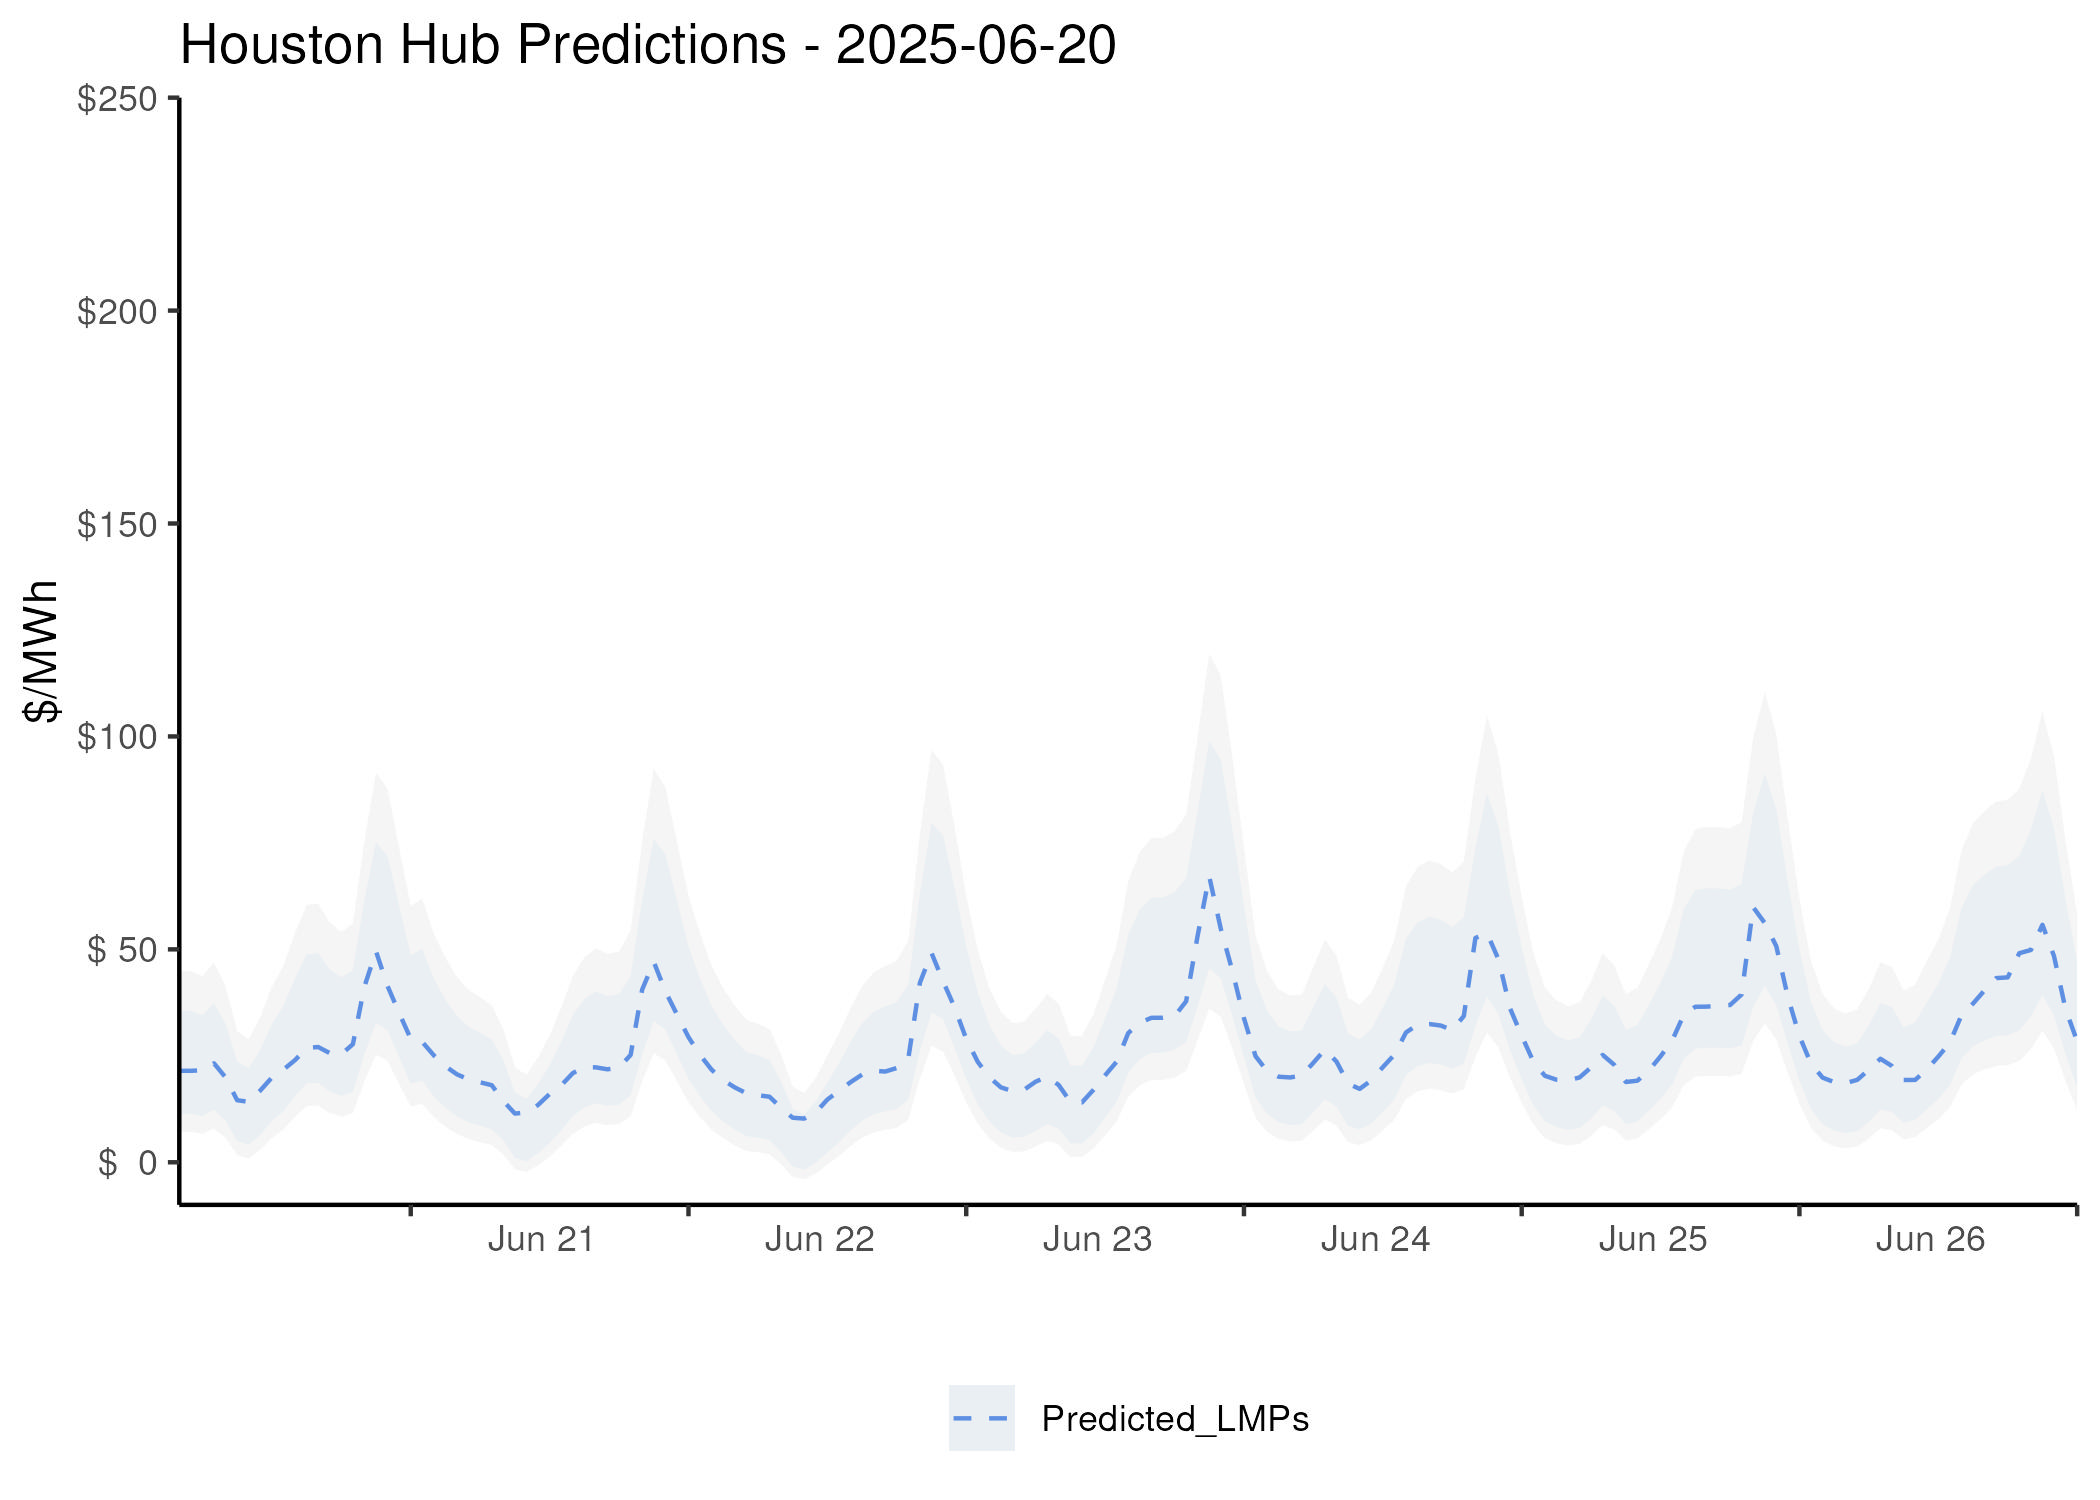 Houston Hub Predictions - 2025-06-20
$250
$200
$150
$100
$ 50
$  0
$/MWh
Jun 21
Jun 22
Jun 23
Jun 24
Jun 25
Jun 26
Predicted_LMPs